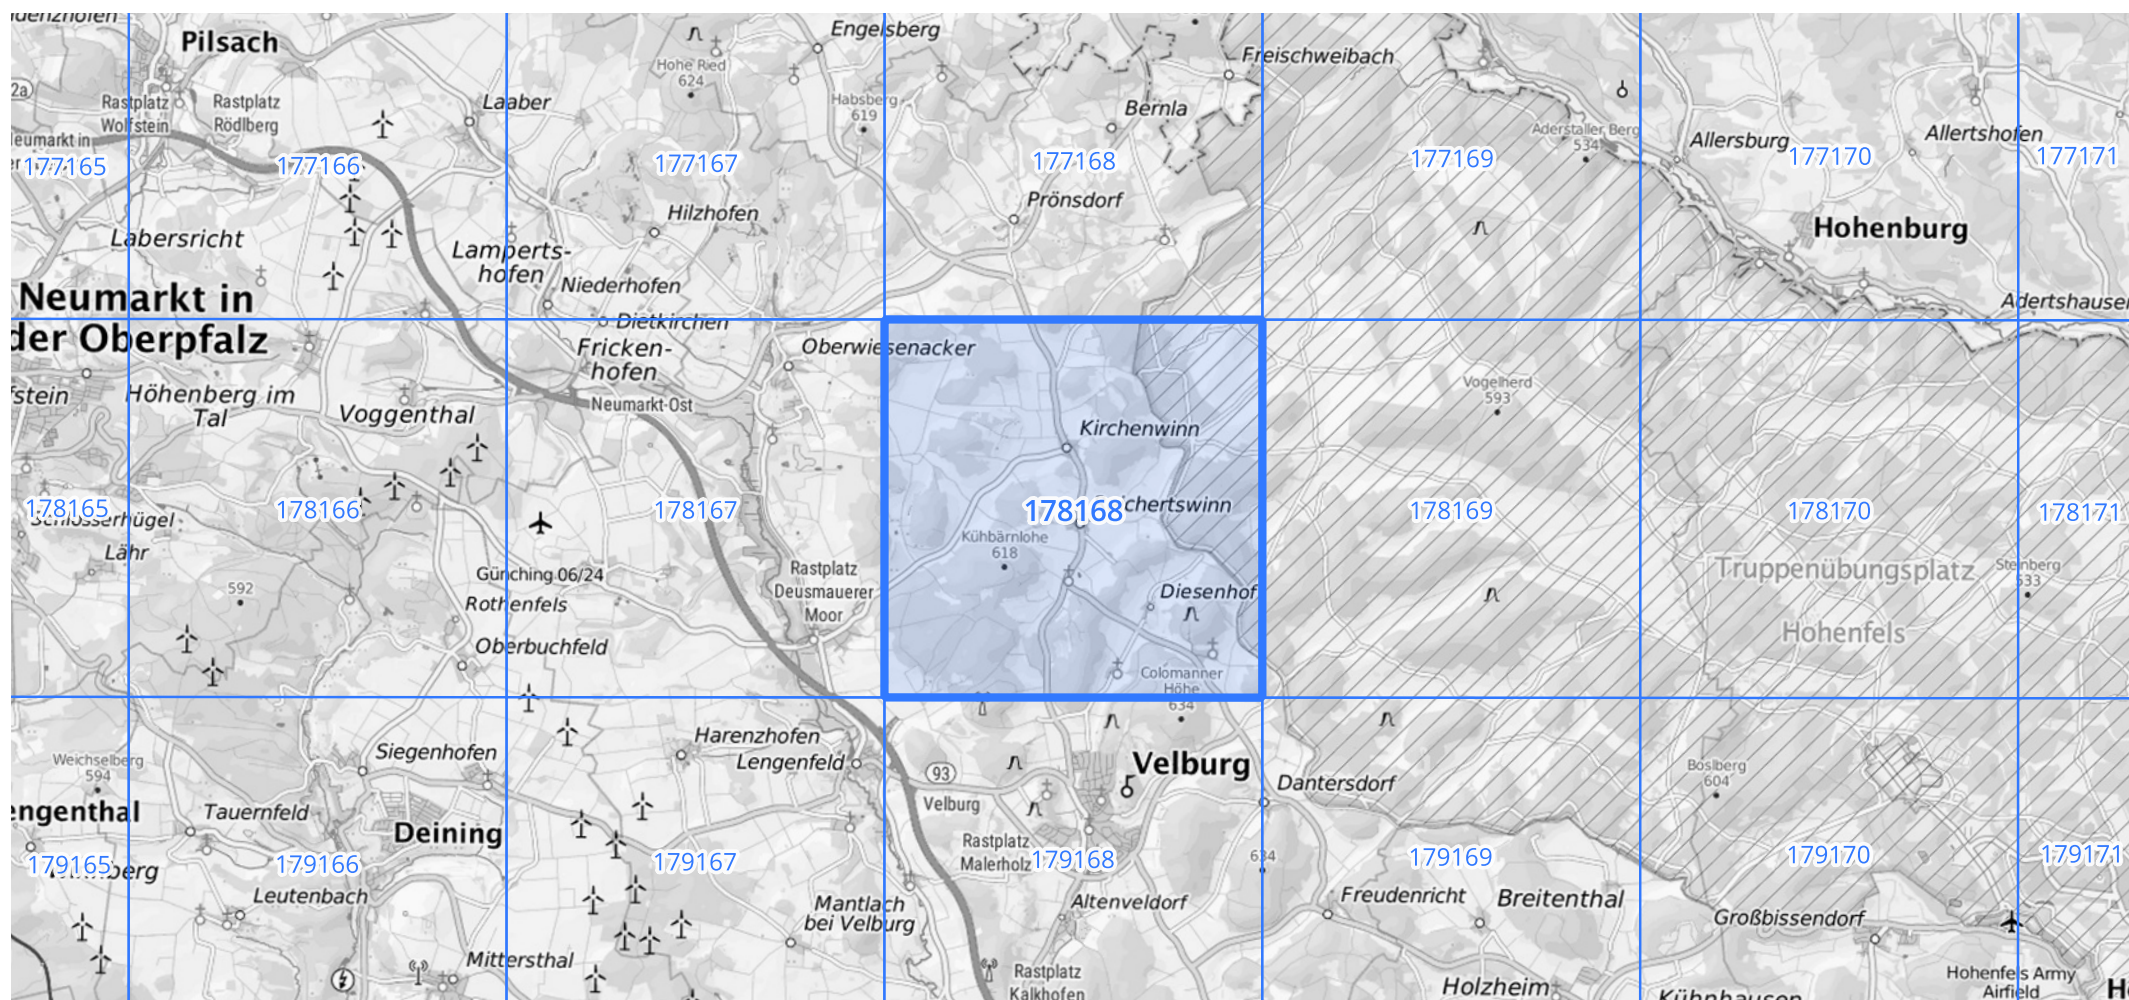 Pilsach
Engelsberg
Freischweibach
Hohe Ried
624
2a
Rastplatz
Wolfstein
Rastplatz
Rödlberg
Laaber
Habsberg
619
Bernla
Aderstaller Berg
534
Allersburg
Allertshofen
Neumarkt in
177165
177166
177167
177168
177169
177170
177171
Labersricht
Hilzhofen
Prönsdorf
Hohenburg
Lamperts-
hofen
Niederhofen
Neumarkt in
der Oberpfalz
Adertshausen
Dietkirchen
Fricken-
hofen
Oberwiesenacker
Höhenberg im
Tal
Voggenthal
Neumarkt-Ost
Kirchenwinn
Vogelherd
593
178165
178166
178167
178168
178169
178170
178171
Schlosserhügel
Lähr
Kühbärnlohe
618
592
Günching 06/24
Rothenfels
Oberbuchfeld
Rastplatz
Deusmauerer
Moor
Diesenhof
Truppenübungsplatz
Hohenfels
Steinberg
533
Colomanner
Höhe
634
Weichselberg
594
Siegenhofen
Harenzhofen
Lengenfeld
93
Velburg
Velburg
Dantersdorf
Boslberg
604
Tauernfeld
Deining
Rastplatz
Malerholz
634
179165
179166
179167
179168
179169
179170
179171
Leutenbach
Mantlach
bei Velburg
Altenveldorf
Freudenricht
Breitenthal
Großbissendorf
Mittersthal
Rastplatz
Kalkhofen
Holzheim
Kühnhausen
Hohenfels Army
Airfield